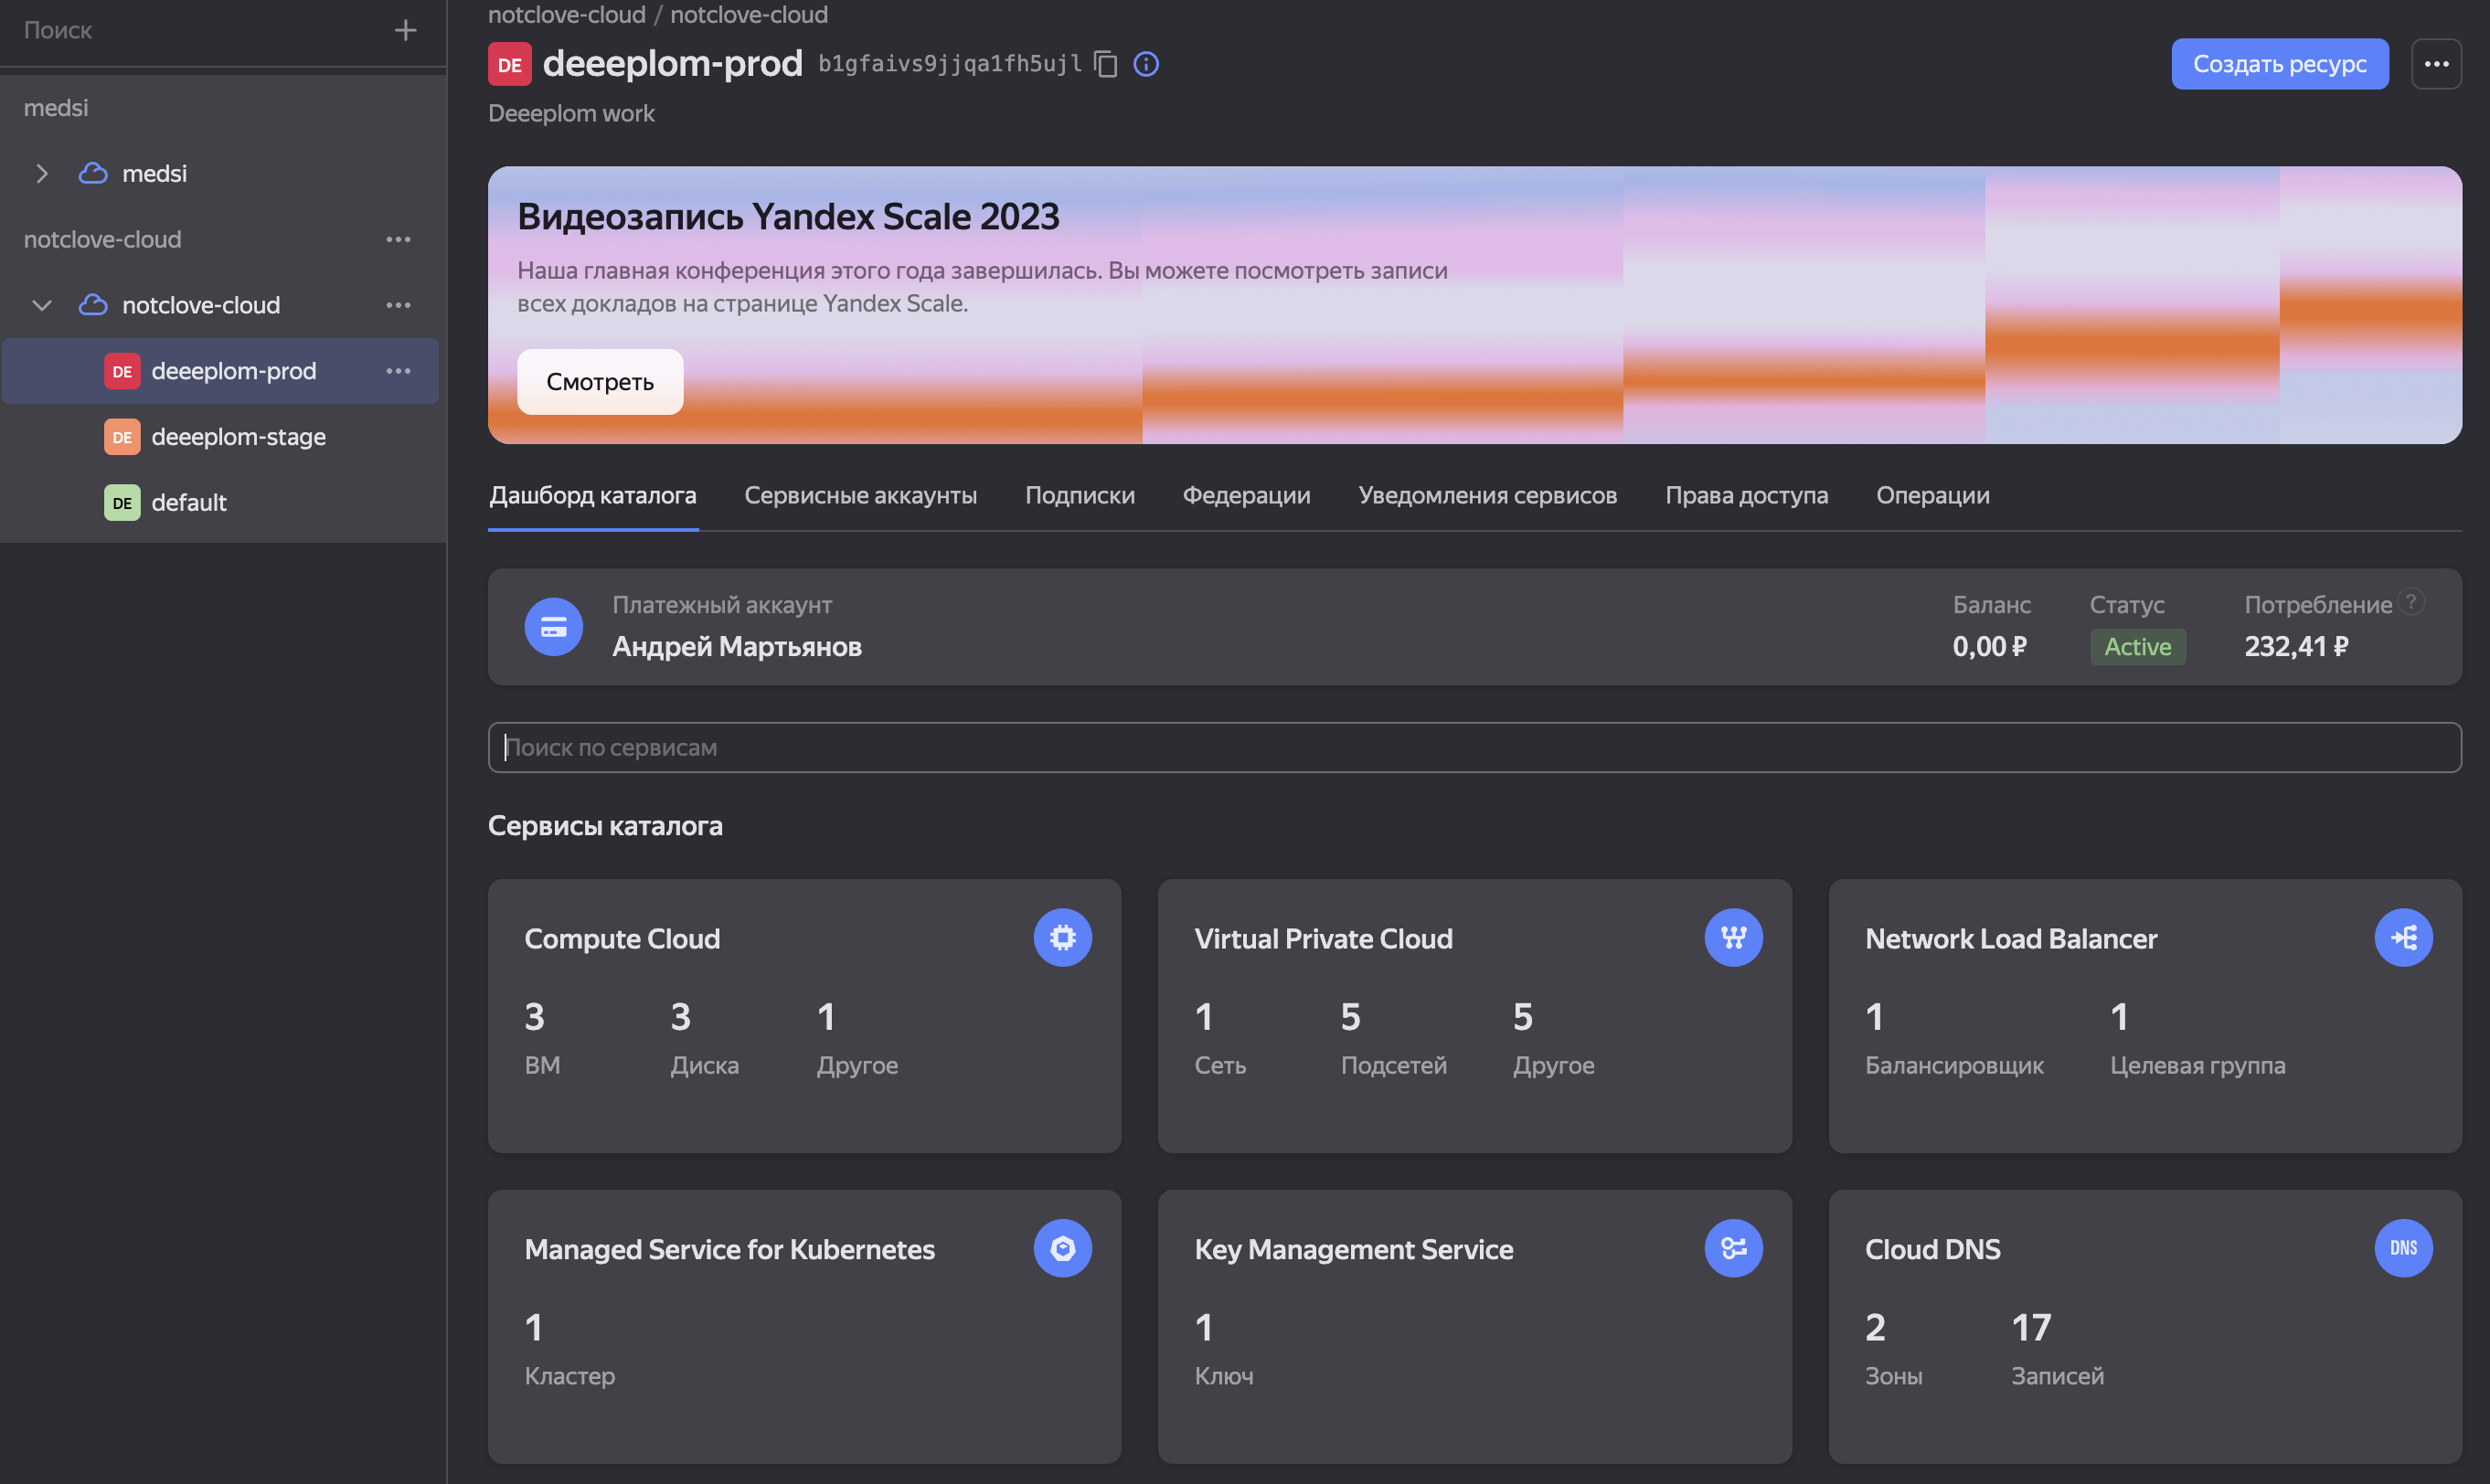 Поиск
medsi
medsi
notclove-cloud
notclove-cloud
DE deeeplom-prod
DE deeeplom-stage
DE default
notclove-cloud / notclove-cloud
DE deeeplom-prod b1gfaivs9jjqa1fh5ujl
Создать ресурс
Deeeplom work
Видеозапись Yandex Scale 2023
Наша главная конференция этого года завершилась. Вы можете посмотреть записи
всех докладов на странице Yandex Scale.
Смотреть
Дашборд каталога Сервисные аккаунты Подписки Федерации Уведомления сервисов Права доступа Операции
Платежный аккаунт
Андрей Мартьянов
Баланс Статус Потребление ?
0,00 ₽ Active 232,41 ₽
Поиск по сервисам
Сервисы каталога
Compute Cloud
3 3 1
ВМ Диска Другое
Virtual Private Cloud
1 5 5
Сеть Подсетей Другое
Network Load Balancer
1 1
Балансировщик Целевая группа
Managed Service for Kubernetes
1
Кластер
Key Management Service
1
Ключ
Cloud DNS
DNS
2 17
Зоны Записей